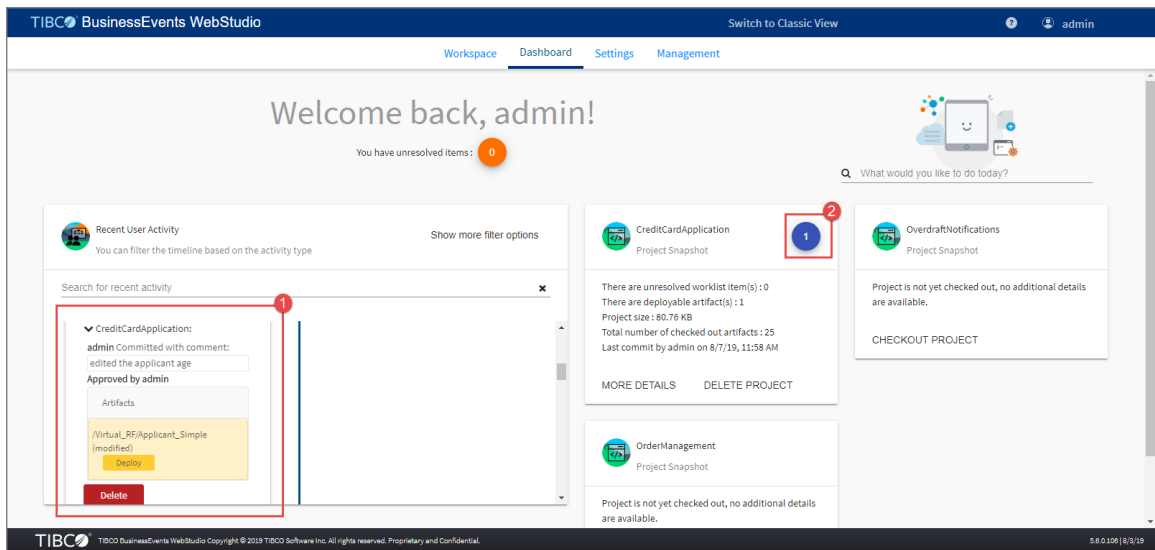 TIBCO BusinessEvents WebStudio
Switch to Classic View
admin
Workspace Dashboard Settings Management
Welcome back, admin!
You have unresolved items : 0
What would you like to do today?
Recent User Activity
You can filter the timeline based on the activity type
Show more filter options
Search for recent activity
1
CreditCardApplication:
admin Committed with comment:
edited the applicant age
Approved by admin
Artifacts
/Virtual_RF/Applicant_Simple
(modified)
Deploy
Delete
2
CreditCardApplication
Project Snapshot
1
There are unresolved worklist item(s) : 0
There are deployable artifact(s) : 1
Project size : 80.76 KB
Total number of checked out artifacts : 25
Last commit by admin on 8/7/19, 11:58 AM
MORE DETAILS DELETE PROJECT
OverdraftNotifications
Project Snapshot
Project is not yet checked out, no additional details
are available.
CHECKOUT PROJECT
OrderManagement
Project Snapshot
Project is not yet checked out, no additional details
are available.
TIBCO TIBCO BusinessEvents WebStudio Copyright © 2019 TIBCO Software Inc. All rights reserved. Proprietary and Confidential.
5.6.0.106 | 8/3/19